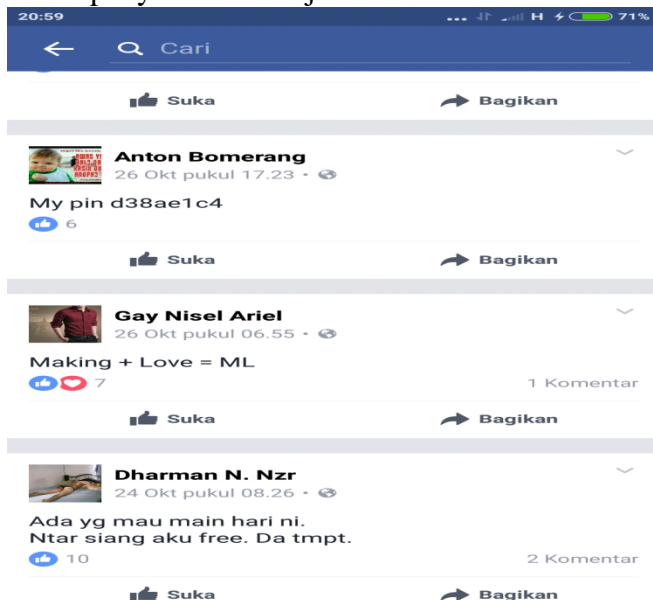 20:59
H 71%
Cari
Suka Bagikan
Anton Bomerang
26 Okt pukul 17.23
My pin d38ae1c4
6
Suka Bagikan
Gay Nisel Ariel
26 Okt pukul 06.55
Making + Love = ML
7 1 Komentar
Suka Bagikan
Dharman N. Nzr
24 Okt pukul 08.26
Ada yg mau main hari ni.
Ntar siang aku free. Da tmpt.
10 2 Komentar
Suka Bagikan